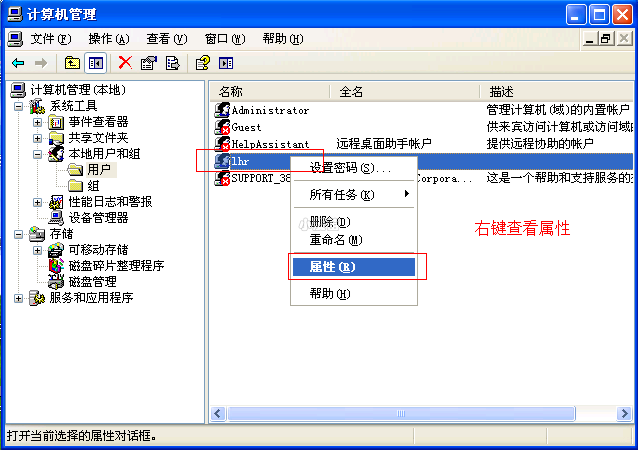 计算机管理
文件(F) 操作(A) 查看(V) 窗口(W) 帮助(H)
计算机管理(本地)
系统工具
事件查看器
共享文件夹
本地用户和组
用户
组
性能日志和警报
设备管理器
存储
可移动存储
磁盘碎片整理程序
磁盘管理
服务和应用程序
名称 全名 描述
Administrator 管理计算机(域)的内置帐户
Guest 供来宾访问计算机或访问域的
HelpAssistant 远程桌面助手帐户 提供远程协助的帐户
lhr
SUPPORT_38 Corpora... 这是一个帮助和支持服务的
设置密码(S)...
所有任务(K)
删除(D)
重命名(M)
属性(R)
帮助(H)
右键查看属性
打开当前选择的属性对话框。